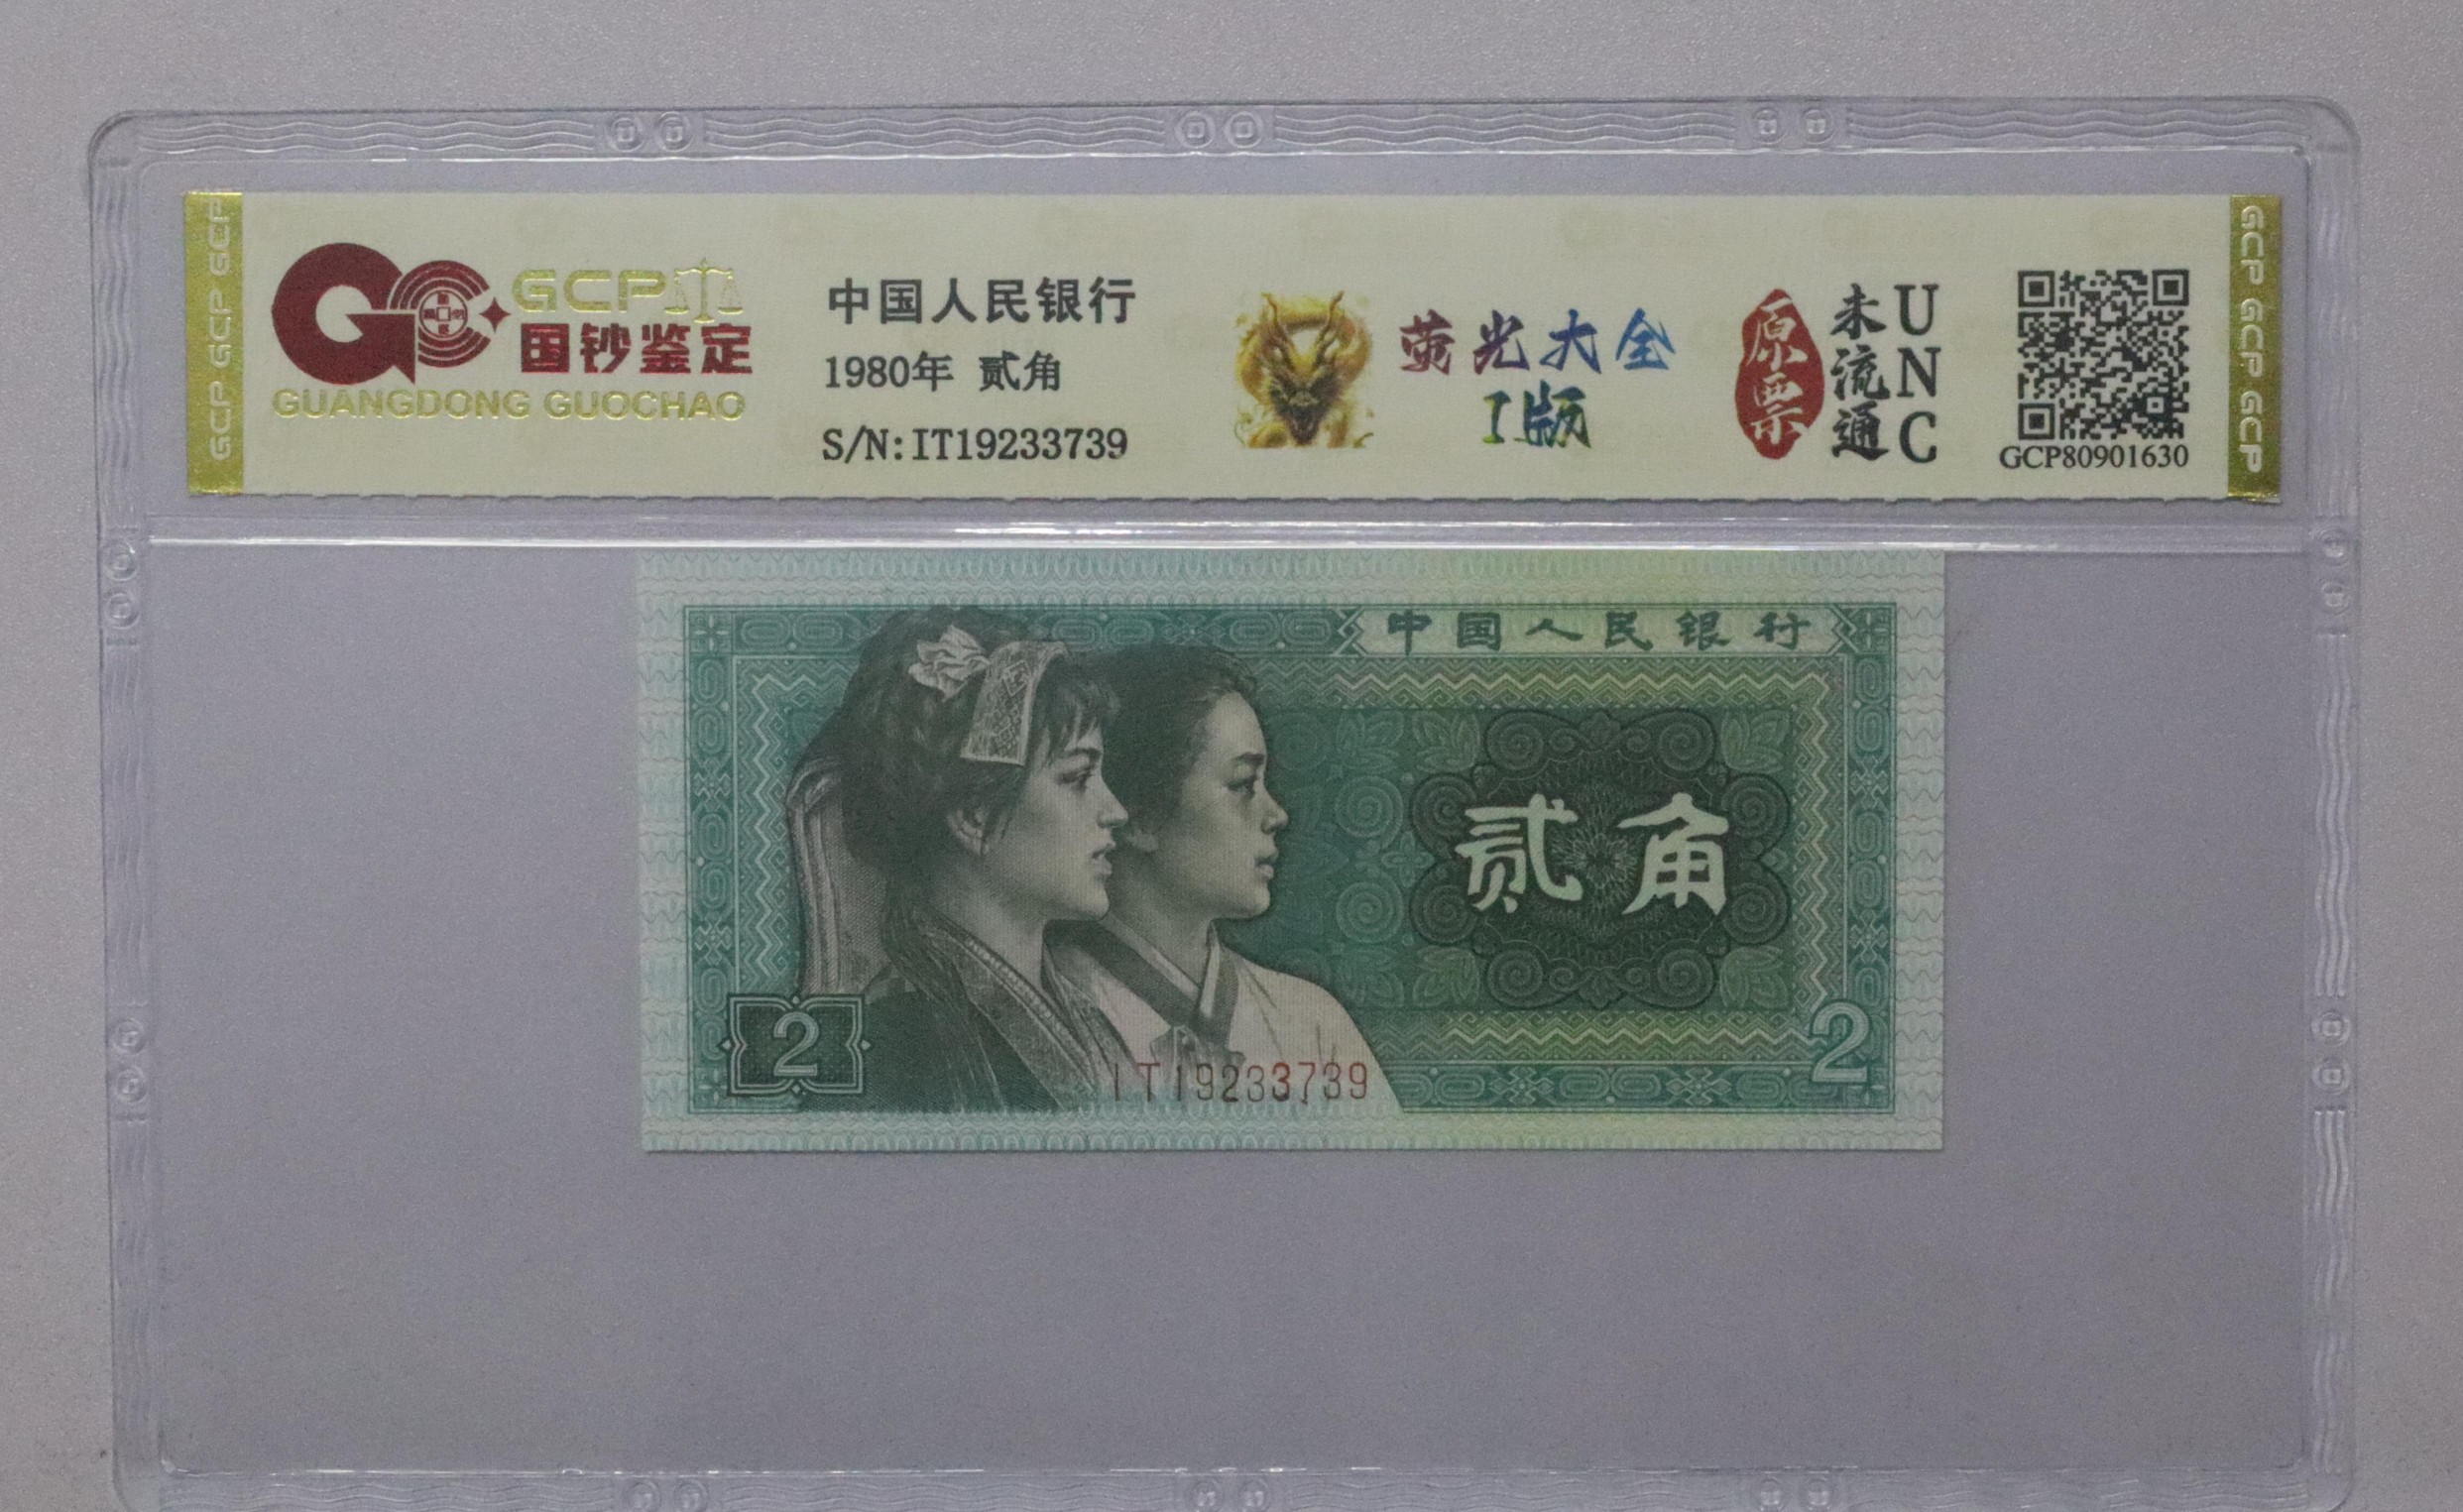 GCP GCP GCP
GCP
国钞鉴定
GUANGDONG GUOCHAO
中国人民银行
1980年 贰角
S/N:IT19233739
荧光大全
I版
原票
未流通
UNC
GCP80901630
GCP GCP GCP
中国人民银行
贰角
2
2
IT19233739